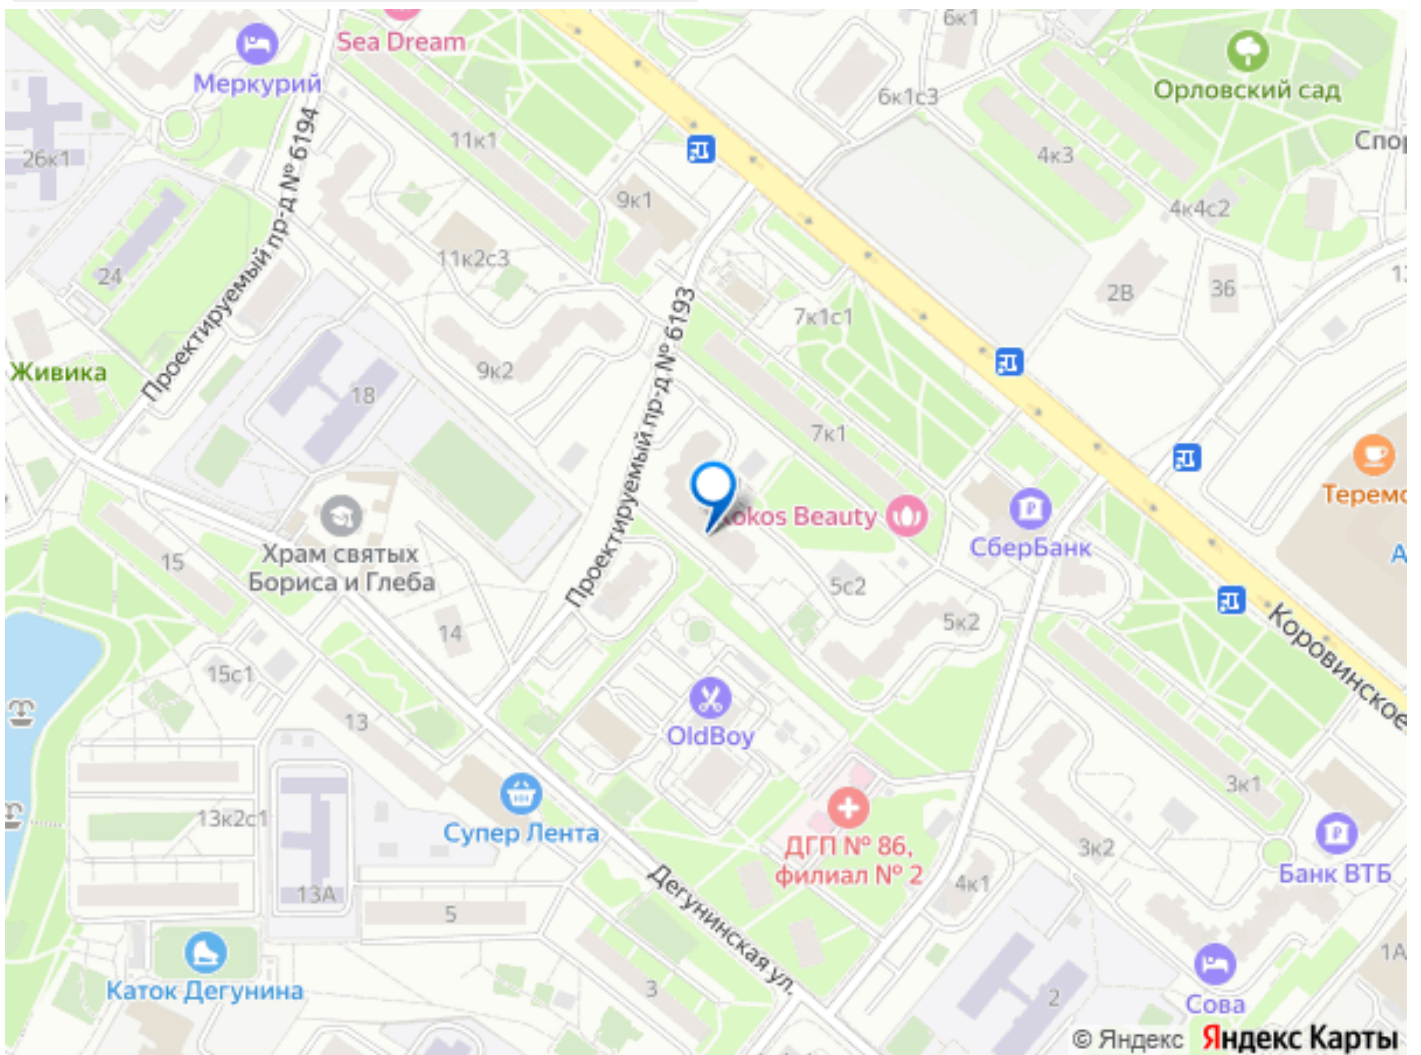 6к1
Sea Dream
Меркурий
Орловский сад
6к1с3
11к1
4к3
26к1
9к1
4к4с2
Проектируемый пр-д № 6194
11к2с3
24
2В
36
7к1с1
Проектируемый пр-д № 6193
Живика
9к2
18
7к1
Kokos Beauty
СберБанк
Храм святых
Бориса и Глеба
15
5с2
5к2
14
15с1
13
OldBoy
Коровинское
3к1
13к2с1
Супер Лента
ДГП № 86,
филиал № 2
3к2
Банк ВТБ
4к1
13А
5
Дегунинская ул.
3
2
Каток Дегунина
Сова
1А
© Яндекс Яндекс Карты